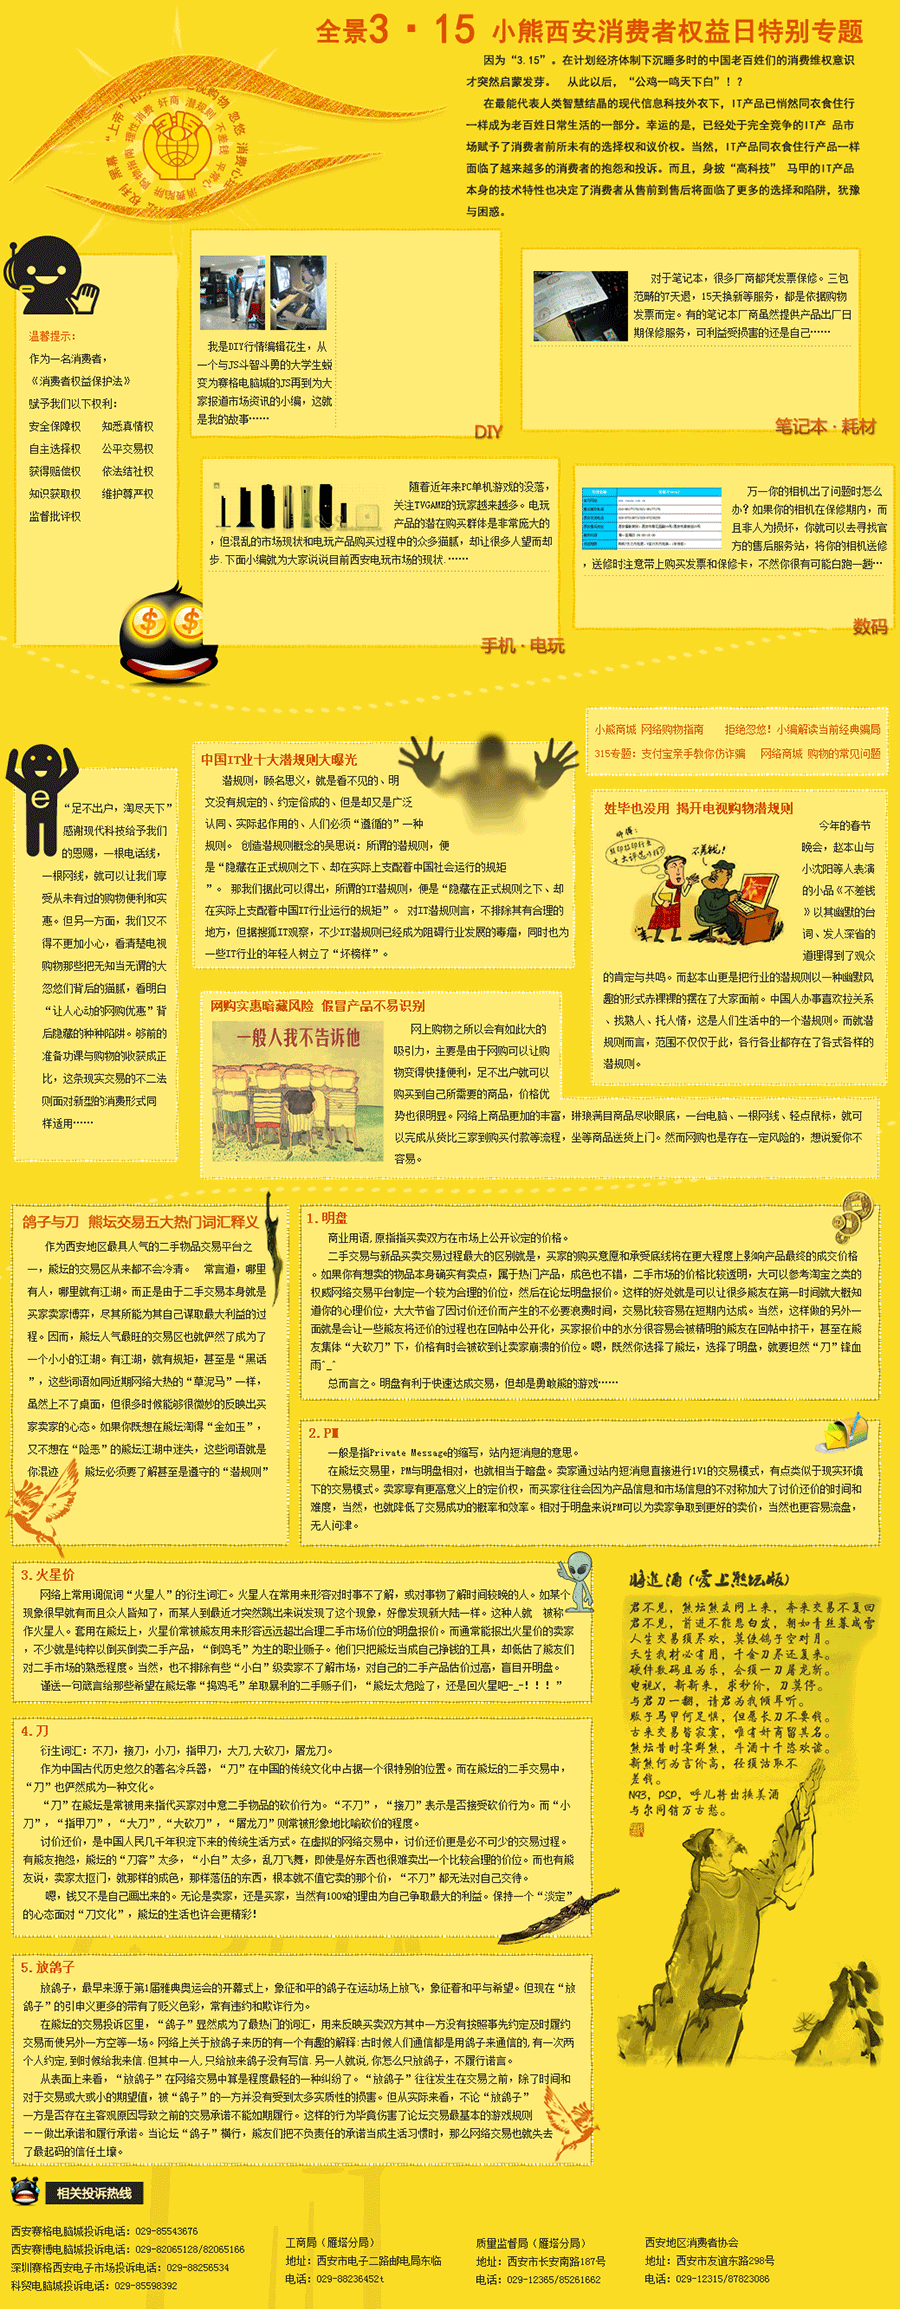 全景3·15 小熊西安消费者权益日特别专题
因为“3.15”。在计划经济体制下沉睡多时的中国老百姓们的消费维权意识
才突然启蒙发芽。 从此以后，“公鸡一鸣天下白”！？
在最能代表人类智慧结晶的现代信息科技外衣下，IT产品已悄然同衣食住行
一样成为老百姓日常生活的一部分。幸运的是，已经处于完全竞争的IT产 品市
场赋予了消费者前所未有的选择权和议价权。当然，IT产品同衣食住行产品一样
面临了越来越多的消费者的抱怨和投诉。而且，身披“高科技” 马甲的IT产品
本身的技术特性也决定了消费者从售前到售后将面临了更多的选择和陷阱，犹豫
与困惑。
温馨提示：
作为一名消费者，
《消费者权益保护法》
赋予我们以下权利：
安全保障权 知悉真情权
自主选择权 公平交易权
获得赔偿权 依法结社权
知识获取权 维护尊严权
监督批评权
我是DIY行情编辑花生，从
一个与JS斗智斗勇的大学生蜕
变为赛格电脑城的JS再到为大
家报道市场资讯的小编，这就
是我的故事……
DIY
对于笔记本，很多厂商都凭发票保修。三包
范畴的7天退，15天换新等服务，都是依据购物
发票而定。有的笔记本厂商虽然提供产品出厂日
期保修服务，可利益受损害的还是自己……
笔记本·耗材
随着近年来PC单机游戏的没落，
关注TVGAME的玩家越来越多。电玩
产品的潜在购买群体是非常庞大的
，但混乱的市场现状和电玩产品购买过程中的众多猫腻，却让很多人望而却
步.下面小编就为大家说说目前西安电玩市场的现状.……
手机·电玩
万一你的相机出了问题时怎么
办？如果你的相机在保修期内，而
且非人为损坏，你就可以去寻找官
方的售后服务站，将你的相机送修
，送修时注意带上购买发票和保修卡，不然你很有可能白跑一趟…
数码
小熊商城 网络购物指南 拒绝忽悠！小编解读当前经典骗局
315专题：支付宝亲手教你伪诈骗 网络商城 购物的常见问题
“足不出户，淘尽天下”
感谢现代科技给予我们
的恩赐，一根电话线，
一根网线，就可以让我们享
受从未有过的购物便利和实
惠。但另一方面，我们又不
得不更加小心，看清楚电视
购物那些把无知当无谓的大
忽悠们背后的猫腻，看明白
“让人心动的网购优惠”背
后隐藏的种种陷阱。够前的
准备功课与购物的收获成正
比，这条现实交易的不二法
则面对新型的消费形式同
样适用……
中国IT业十大潜规则大曝光
潜规则，顾名思义，就是看不见的、明
文没有规定的、约定俗成的、但是却又是广泛
认同、实际起作用的、人们必须“遵循的”一种
规则。 创造潜规则概念的吴思说：所谓的潜规则，便
是“隐藏在正式规则之下、却在实际上支配着中国社会运行的规矩
”。 那我们据此可以得出，所谓的IT潜规则，便是“隐藏在正式规则之下、却
在实际上支配着中国IT行业运行的规矩”。 对IT潜规则言，不排除其有合理的
地方，但据搜狐IT观察，不少IT潜规则已经成为阻碍行业发展的毒瘤，同时也为
一些IT行业的年轻人树立了“坏榜样”。
姓毕也没用 揭开电视购物潜规则
不差钱！
今年的春节
晚会，赵本山与
小沈阳等人表演
的小品《不差钱
》以其幽默的台
词、发人深省的
道理得到了观众
的肯定与共鸣。而赵本山更是把行业的潜规则以一种幽默风
趣的形式赤裸裸的摆在了大家面前。中国人办事喜欢拉关系
、找熟人、托人情，这是人们生活中的一个潜规则。而就潜
规则而言，范围不仅仅于此，各行各业都存在了各式各样的
潜规则。
网购实惠暗藏风险 假冒产品不易识别
一般人我不告诉他
网上购物之所以会有如此大的
吸引力，主要是由于网购可以让购
物变得快捷便利，足不出户就可以
购买到自己所需要的商品，价格优
势也很明显。网络上商品更加的丰富，琳琅满目商品尽收眼底，一台电脑、一根网线、轻点鼠标，就可
以完成从货比三家到购买付款等流程，坐等商品送货上门。然而网购也是存在一定风险的，想说爱你不
容易。
鸽子与刀 熊坛交易五大热门词汇释义
作为西安地区最具人气的二手物品交易平台之
一，熊坛的交易区从来都不会冷清。 常言道，哪里
有人，哪里就有江湖。而正是由于二手交易本身就是
买家卖家博弈，尽其所能为其自己谋取最大利益的过
程。因而，熊坛人气最旺的交易区也就俨然了成为了
一个小小的江湖。有江湖，就有规矩，甚至是“黑话
”，这些词语如同近期网络大热的“草泥马”一样，
虽然上不了桌面，但很多时候能够很微妙的反映出买
家卖家的心态。如果你既想在熊坛淘得“金如玉”，
又不想在“险恶”的熊坛江湖中迷失，这些词语就是
你混迹 熊坛必须要了解甚至是遵守的“潜规则”
1.明盘
商业用语，原指指买卖双方在市场上公开议定的价格。
二手交易与新品买卖交易过程最大的区别就是，买家的购买意愿和承受底线将在更大程度上影响产品最终的成交价格
。如果你有想卖的物品本身确实有卖点，属于热门产品，成色也不错，二手市场的价格比较透明，大可以参考淘宝之类的
权威网络交易平台制定一个较为合理的价位，然后在论坛明盘报价。这样的好处就是可以让很多熊友在第一时间就大概知
道你的心理价位，大大节省了因讨价还价而产生的不必要浪费时间，交易比较容易在短期内达成。当然，这样做的另外一
面就是会让一些熊友将还价的过程也在回帖中公开化，买家报价中的水分很容易会被精明的熊友在回帖中挤干，甚至在熊
友集体“大砍刀”下，价格有时会被砍到让卖家崩溃的价位。嗯，既然你选择了熊坛，选择了明盘，就要坦然“刀”锋血
雨^_^
总而言之。明盘有利于快速达成交易，但却是勇敢熊的游戏……
2.PM
一般是指Private Message的缩写，站内短消息的意思。
在熊坛交易里，PM与明盘相对，也就相当于暗盘。卖家通过站内短消息直接进行1V1的交易模式，有点类似于现实环境
下的交易模式。卖家享有更高意义上的定价权，而买家往往会因为产品信息和市场信息的不对称加大了讨价还价的时间和
难度，当然，也就降低了交易成功的概率和效率。相对于明盘来说PM可以为卖家争取到更好的卖价，当然也更容易流盘，
无人问津。
3.火星价
网络上常用调侃词“火星人”的衍生词汇。火星人在常用来形容对时事不了解，或对事物了解时间较晚的人。如某个
现象很早就有而且众人皆知了，而某人到最近才突然跳出来说发现了这个现象，好像发现新大陆一样。这种人就 被称
作火星人。套用在熊坛上，火星价常被熊友用来形容远远超出合理二手市场价位的明盘报价。而通常能报出火星价的卖家
，不少就是纯粹以倒买倒卖二手产品，“倒鸡毛”为生的职业贩子。他们只把熊坛当成自己挣钱的工具，却低估了熊友们
对二手市场的熟悉程度。当然，也不排除有些“小白”级卖家不了解市场，对自己的二手产品估价过高，盲目开明盘。
谨送一句箴言给那些希望在熊坛靠“捣鸡毛”牟取暴利的二手贩子们，“熊坛太危险了，还是回火星吧-_-！！！”
4.刀
衍生词汇：不刀，接刀，小刀，指甲刀，大刀，大砍刀，屠龙刀。
作为中国古代历史悠久的著名冷兵器，“刀”在中国的传统文化中占据一个很特别的位置。而在熊坛的二手交易中，
“刀”也俨然成为一种文化。
“刀”在熊坛是常被用来指代买家对中意二手物品的砍价行为。“不刀”，“接刀”表示是否接受砍价行为。而“小
刀”，“指甲刀”，“大刀”，“大砍刀”，“屠龙刀”则常被形象地比喻砍价的程度。
讨价还价，是中国人民几千年积淀下来的传统生活方式。在虚拟的网络交易中，讨价还价更是必不可少的交易过程。
有熊友抱怨，熊坛的“刀客”太多，“小白”太多，乱刀飞舞，即使是好东西也很难卖出一个比较合理的价位。而也有熊
友说，卖家太抠门，就那样的成色，那样落伍的东西，根本就不值它卖的那个价，“不刀”都无法对自己交待。
嗯，钱又不是自己画出来的。无论是卖家，还是买家，当然有100%的理由为自己争取最大的利益。保持一个“淡定”
的心态面对“刀文化”，熊坛的生活也许会更精彩！
将进酒（爱上熊坛版）
君不见，熊坛熊友网上来，奔来交易不复回
君不见，首进不能悲白发，朝如青丝暮成雪
人生交易须尽欢，莫使鸽子空对月。
天生我材必有用，千金刀尽还复来。
硬件数码且为乐，会须一刀屠龙斩。
电视X，新新来，求秒价，刀莫停。
与君刀一翻，请君为我倾耳听。
贩子马甲何足惧，但愿长刀不要钱。
古来交易皆寂寞，唯有奸商留其名。
熊坛昔时宴群熊，斗酒十千恣欢谑。
新熊何为言价高，径须沽取不
差钱。
N93，PSP，呼儿将出换美酒
与尔同销万古愁。
5.放鸽子
放鸽子，最早来源于第1届雅典奥运会的开幕式上，象征和平的鸽子在运动场上放飞，象征着和平与希望。但现在“放
鸽子”的引申义更多的带有了贬义色彩，常有违约和欺诈行为。
在熊坛的交易投诉区里，“鸽子”显然成为了最热门的词汇，用来反映买卖双方其中一方没有按照事先约定及时履约
交易而使另外一方空等一场。网络上关于放鸽子来历的有一个有趣的解释:古时候人们通信都是用鸽子来通信的,有一次两
个人约定,到时候给我来信.但其中一人,只给放来鸽子没有写信.另一人就说,你怎么只放鸽子，不履行诺言。
从表面上来看，“放鸽子”在网络交易中算是程度最轻的一种纠纷了。“放鸽子”往往发生在交易之前，除了时间和
对于交易或大或小的期望值，被“鸽子”的一方并没有受到太多实质性的损害。但从实际来看，不论“放鸽子”
一方是否存在主客观原因导致之前的交易承诺不能如期履行。这样的行为毕竟伤害了论坛交易最基本的游戏规则
——做出承诺和履行承诺。当论坛“鸽子”横行，熊友们把不负责任的承诺当成生活习惯时，那么网络交易也就失去
了最起码的信任土壤。
相关投诉热线
西安赛格电脑城投诉电话：029-85543676
西安赛博电脑城投诉电话：029-82065128/82065166
深圳赛格西安电子市场投诉电话：029-88256534
科贸电脑城投诉电话：029-85598392
工商局（雁塔分局）
地址：西安市电子二路邮电局东临
电话：029-88236452t
质量监督局（雁塔分局）
地址：西安市长安南路187号
电话：029-12365/85261662
西安地区消费者协会
地址：西安市友谊东路298号
电话：029-12315/87823086